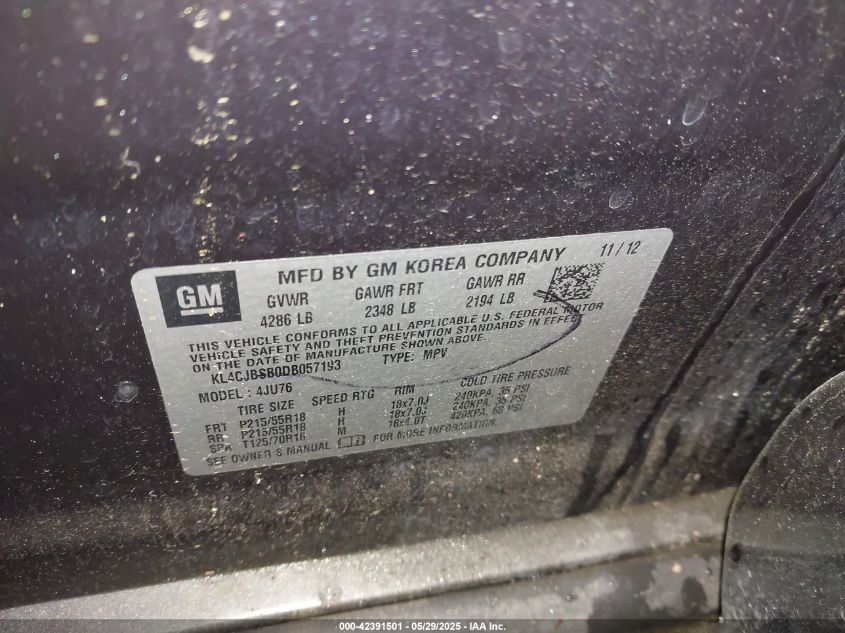 GM
MFD BY GM KOREA COMPANY 11/12
GVWR GAWR FRT GAWR RR
4286 LB 2348 LB 2194 LB
THIS VEHICLE CONFORMS TO ALL APPLICABLE U.S. FEDERAL MOTOR
VEHICLE SAFETY AND THEFT PREVENTION STANDARDS IN EFFECT
ON THE DATE OF MANUFACTURE SHOWN ABOVE.
KL4CJBSB0DB057193 TYPE: MPV
MODEL: 4JU76
TIRE SIZE SPEED RTG RIM COLD TIRE PRESSURE
FRT P215/55R18 H 18x7.0J 240KPA, 35 PSI
RR P215/55R18 H 18x7.0J 240KPA, 35 PSI
SPA T125/70R16 M 16x4.0T 420KPA, 60 PSI
SEE OWNER'S MANUAL FOR MORE INFORMATION.
000-42391501 - 05/29/2025 - IAA Inc.